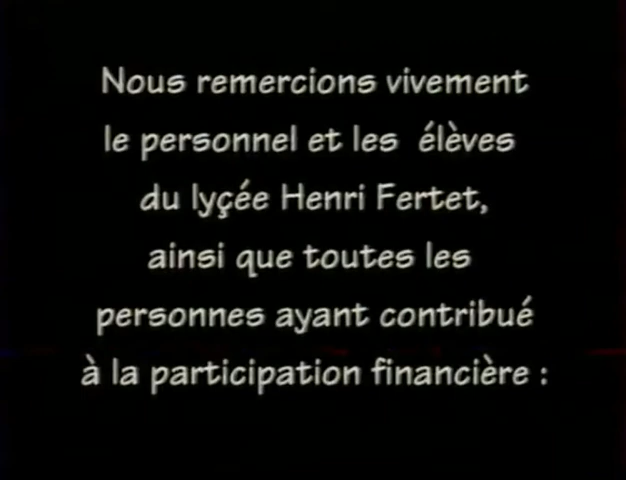 Nous remercions vivement
le personnel et les élèves
du lyçée Henri Fertet,
ainsi que toutes les
personnes ayant contribué
à la participation financière :